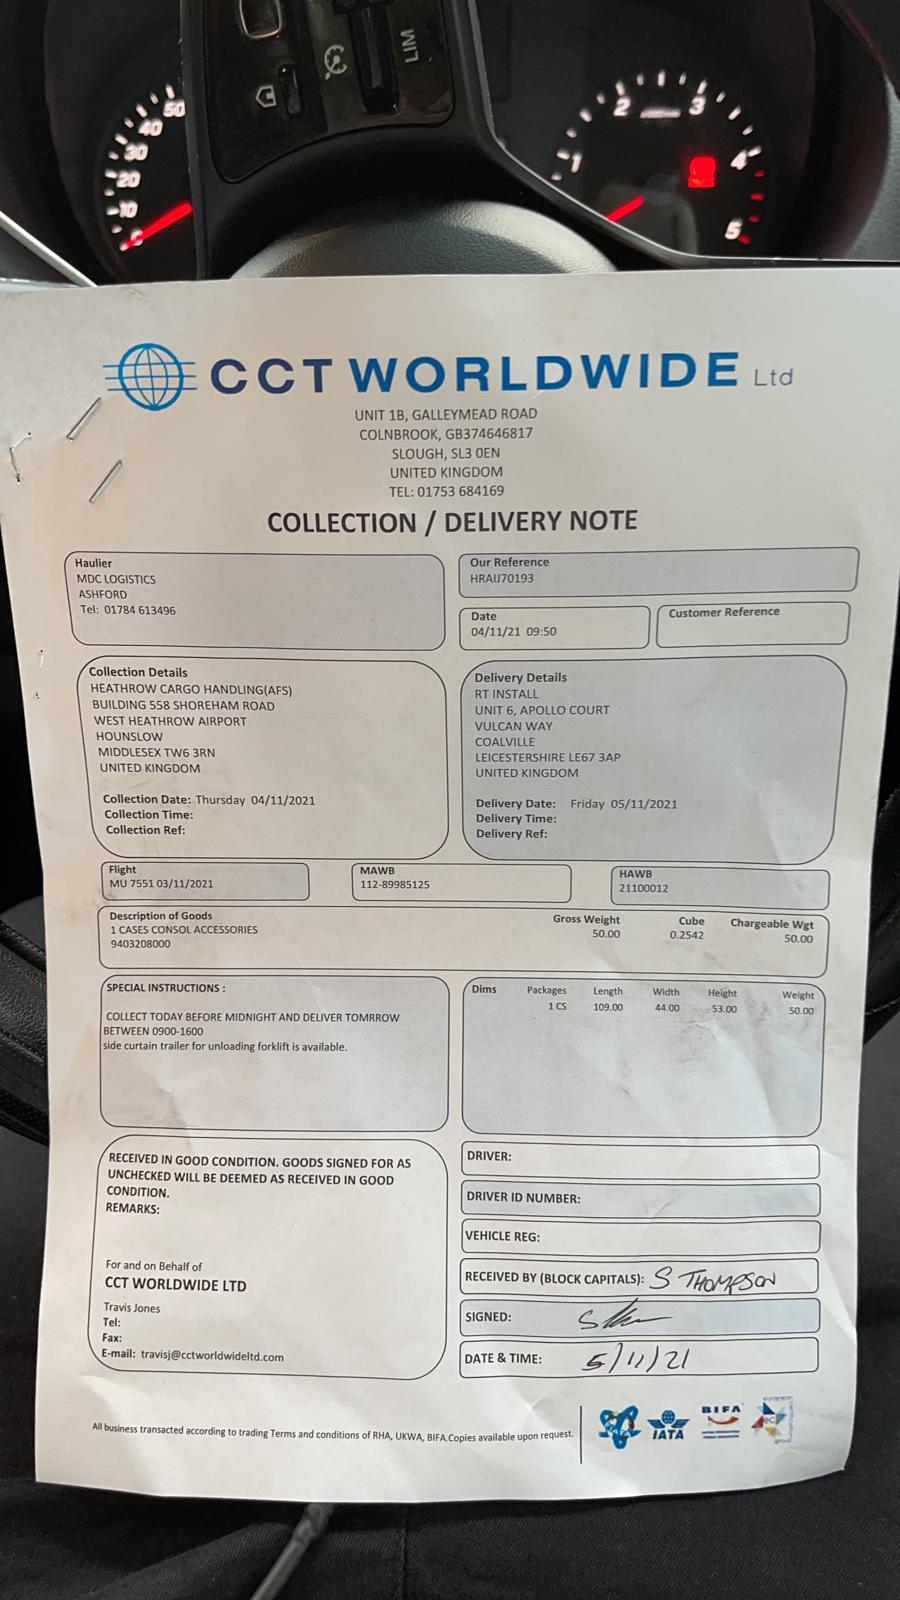 LIM
50
40
30
20
10
0
1
2
3
4
5
CCT WORLDWIDE Ltd
UNIT 1B, GALLEYMEAD ROAD
COLNBROOK, GB374646817
SLOUGH, SL3 0EN
UNITED KINGDOM
TEL: 01753 684169
COLLECTION / DELIVERY NOTE
Haulier
MDC LOGISTICS
ASHFORD
Tel: 01784 613496
Our Reference
HRAIJ70193
Date
04/11/21 09:50
Customer Reference
Collection Details
HEATHROW CARGO HANDLING(AFS)
BUILDING 558 SHOREHAM ROAD
WEST HEATHROW AIRPORT
HOUNSLOW
MIDDLESEX TW6 3RN
UNITED KINGDOM
Collection Date: Thursday 04/11/2021
Collection Time:
Collection Ref:
Delivery Details
RT INSTALL
UNIT 6, APOLLO COURT
VULCAN WAY
COALVILLE
LEICESTERSHIRE LE67 3AP
UNITED KINGDOM
Delivery Date: Friday 05/11/2021
Delivery Time:
Delivery Ref:
Flight
MU 7551 03/11/2021
MAWB
112-89985125
HAWB
21100012
Description of Goods Gross Weight Cube Chargeable Wgt
1 CASES CONSOL ACCESSORIES 50.00 0.2542 50.00
9403208000
SPECIAL INSTRUCTIONS :
COLLECT TODAY BEFORE MIDNIGHT AND DELIVER TOMRROW
BETWEEN 0900-1600
side curtain trailer for unloading forklift is available.
Dims Packages Length Width Height Weight
1 CS 109.00 44.00 53.00 50.00
RECEIVED IN GOOD CONDITION. GOODS SIGNED FOR AS
UNCHECKED WILL BE DEEMED AS RECEIVED IN GOOD
CONDITION.
REMARKS:
For and on Behalf of
CCT WORLDWIDE LTD
Travis Jones
Tel:
Fax:
E-mail: travisj@cctworldwideltd.com
DRIVER:
DRIVER ID NUMBER:
VEHICLE REG:
RECEIVED BY (BLOCK CAPITALS): S THOMPSON
SIGNED:
DATE & TIME: 5/11/21
All business transacted according to trading Terms and conditions of RHA, UKWA, BIFA.Copies available upon request.
IATA
BIFA
ec